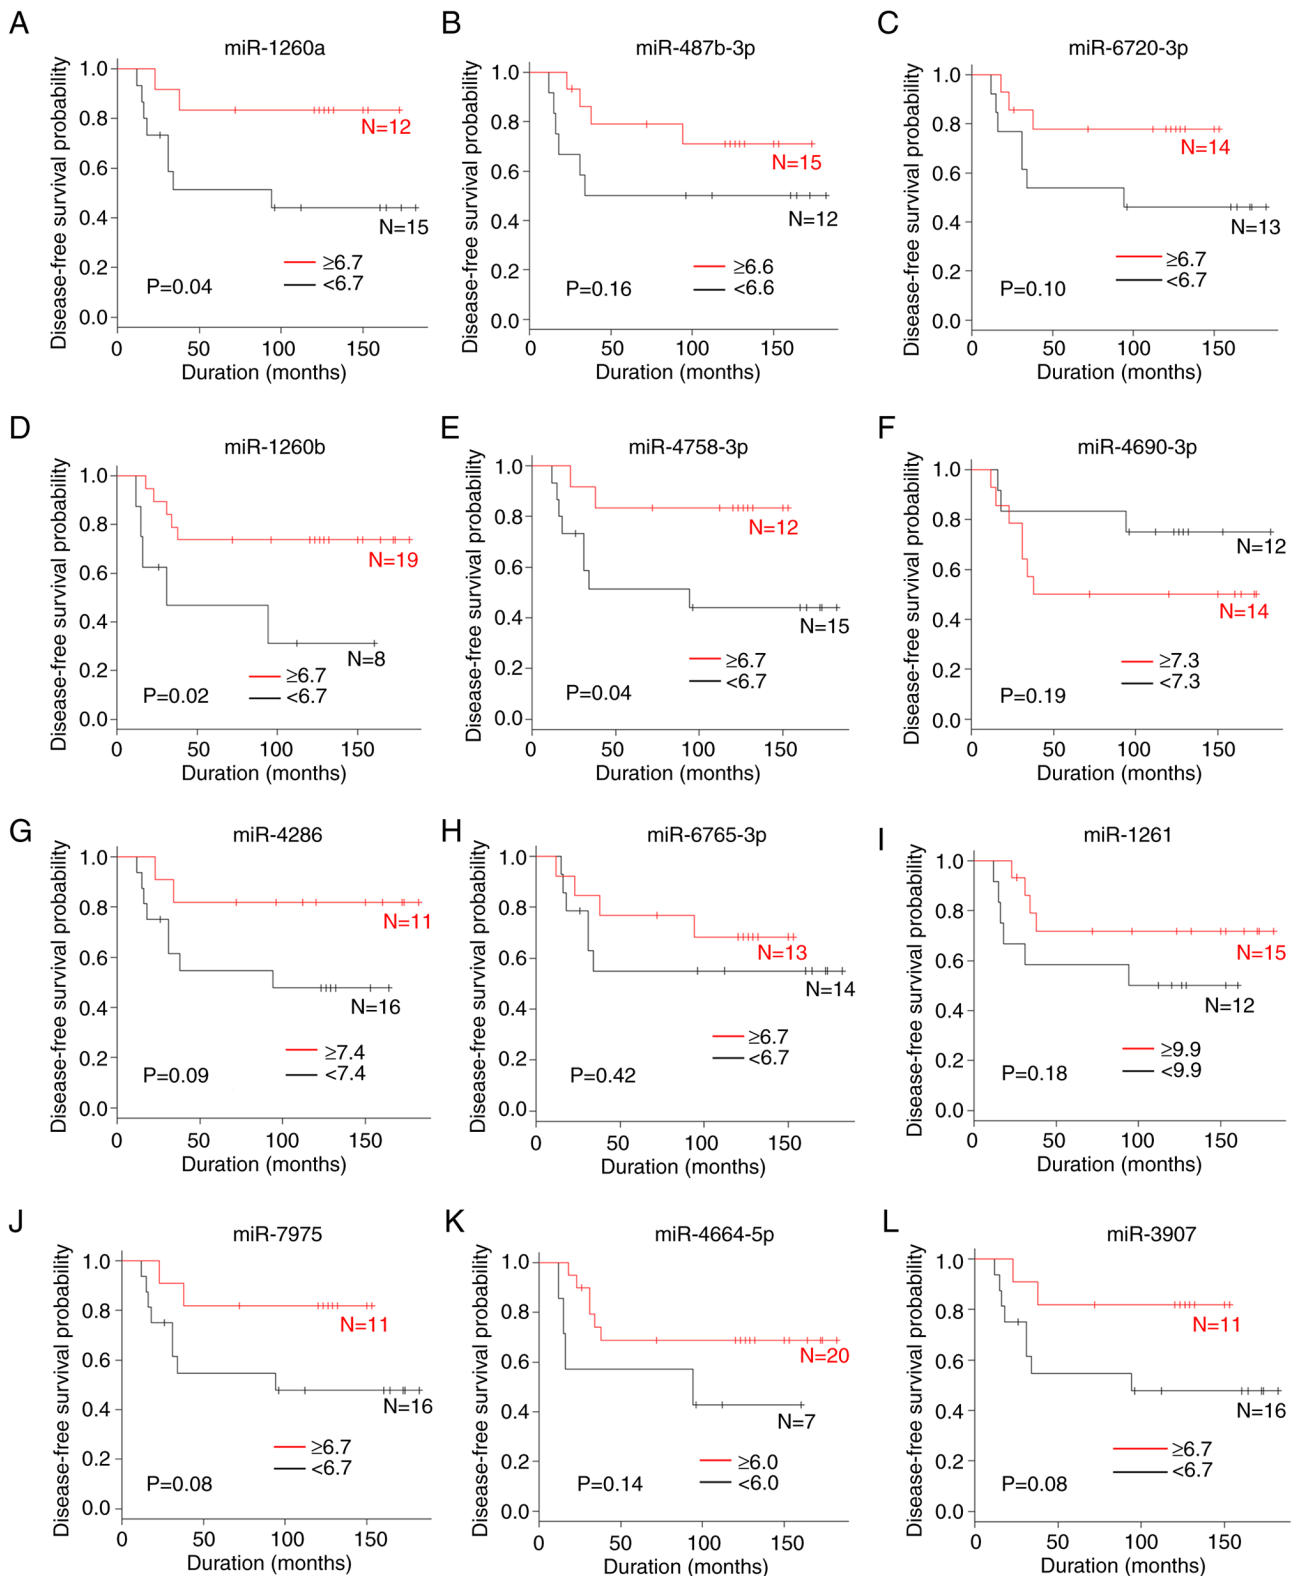 A
miR-1260a
Disease-free survival probability
1.0
0.8
0.6
0.4
0.2
0.0
N=12
N=15
≥6.7
<6.7
P=0.04
0 50 100 150
Duration (months)
B
miR-487b-3p
Disease-free survival probability
1.0
0.8
0.6
0.4
0.2
0.0
N=15
N=12
≥6.6
<6.6
P=0.16
0 50 100 150
Duration (months)
C
miR-6720-3p
Disease-free survival probability
1.0
0.8
0.6
0.4
0.2
0.0
N=14
N=13
≥6.7
<6.7
P=0.10
0 50 100 150
Duration (months)
D
miR-1260b
Disease-free survival probability
1.0
0.8
0.6
0.4
0.2
0.0
N=19
N=8
≥6.7
<6.7
P=0.02
0 50 100 150
Duration (months)
E
miR-4758-3p
Disease-free survival probability
1.0
0.8
0.6
0.4
0.2
0.0
N=12
N=15
≥6.7
<6.7
P=0.04
0 50 100 150
Duration (months)
F
miR-4690-3p
Disease-free survival probability
1.0
0.8
0.6
0.4
0.2
0.0
N=12
N=14
≥7.3
<7.3
P=0.19
0 50 100 150
Duration (months)
G
miR-4286
Disease-free survival probability
1.0
0.8
0.6
0.4
0.2
0.0
N=11
N=16
≥7.4
<7.4
P=0.09
0 50 100 150
Duration (months)
H
miR-6765-3p
Disease-free survival probability
1.0
0.8
0.6
0.4
0.2
0.0
N=13
N=14
≥6.7
<6.7
P=0.42
0 50 100 150
Duration (months)
I
miR-1261
Disease-free survival probability
1.0
0.8
0.6
0.4
0.2
0.0
N=15
N=12
≥9.9
<9.9
P=0.18
0 50 100 150
Duration (months)
J
miR-7975
Disease-free survival probability
1.0
0.8
0.6
0.4
0.2
0.0
N=11
N=16
≥6.7
<6.7
P=0.08
0 50 100 150
Duration (months)
K
miR-4664-5p
Disease-free survival probability
1.0
0.8
0.6
0.4
0.2
0.0
N=20
N=7
≥6.0
<6.0
P=0.14
0 50 100 150
Duration (months)
L
miR-3907
Disease-free survival probability
1.0
0.8
0.6
0.4
0.2
0.0
N=11
N=16
≥6.7
<6.7
P=0.08
0 50 100 150
Duration (months)